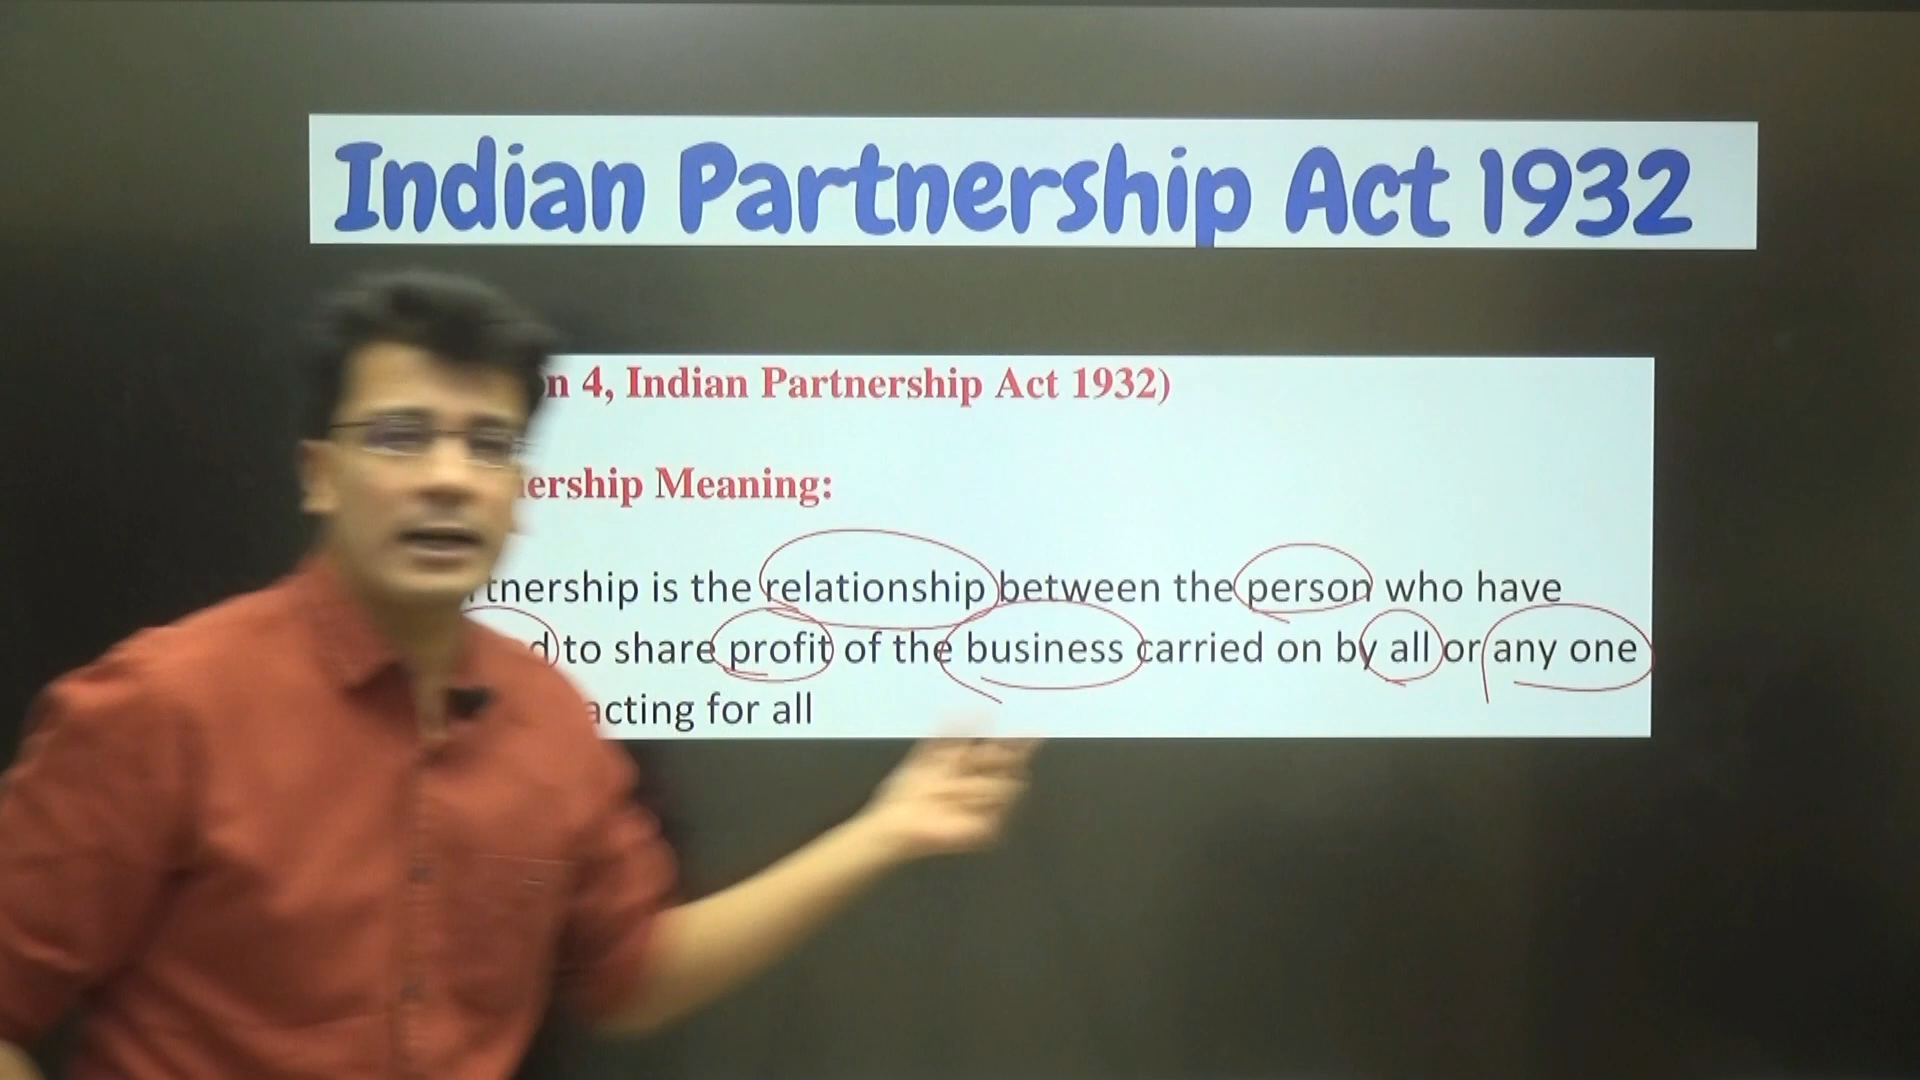 Indian Partnership Act 1932
n 4, Indian Partnership Act 1932)
ership Meaning:
tnership is the relationship between the person who have
d to share profit of the business carried on by all or any one
acting for all